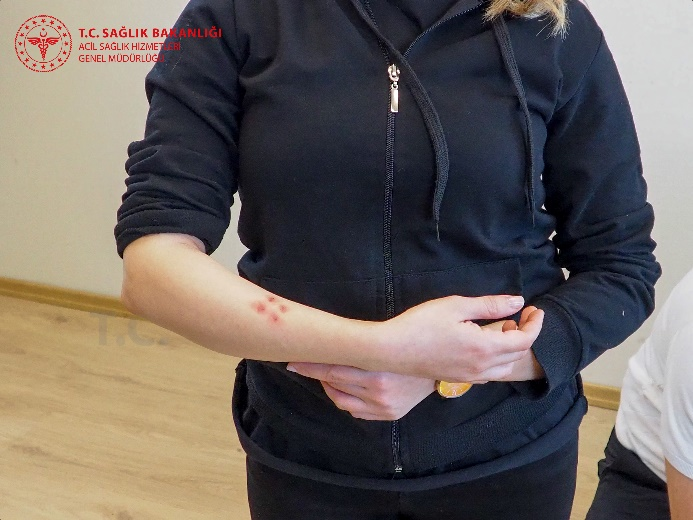 T.C. SAĞLIK BAKANLIĞI
ACİL SAĞLIK HİZMETLERİ
GENEL MÜDÜRLÜĞÜ
T.C.